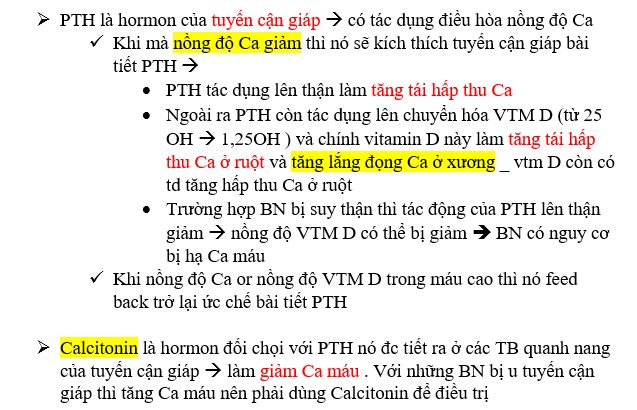 ➢ PTH là hormon của tuyến cận giáp → có tác dụng điều hòa nồng độ Ca
✓ Khi mà nồng độ Ca giảm thì nó sẽ kích thích tuyến cận giáp bài
tiết PTH →
• PTH tác dụng lên thận làm tăng tái hấp thu Ca
• Ngoài ra PTH còn tác dụng lên chuyển hóa VTM D (từ 25
OH → 1,25OH ) và chính vitamin D này làm tăng tái hấp
thu Ca ở ruột và tăng lắng đọng Ca ở xương _ vtm D còn có
td tăng hấp thu Ca ở ruột
• Trường hợp BN bị suy thận thì tác động của PTH lên thận
giảm → nồng độ VTM D có thể bị giảm ➔ BN có nguy cơ
bị hạ Ca máu
✓ Khi nồng độ Ca or nồng độ VTM D trong máu cao thì nó feed
back trở lại ức chế bài tiết PTH
➢ Calcitonin là hormon đối chọi với PTH nó đc tiết ra ở các TB quanh nang
của tuyến cận giáp → làm giảm Ca máu . Với những BN bị u tuyến cận
giáp thì tăng Ca máu nên phải dùng Calcitonin để điều trị